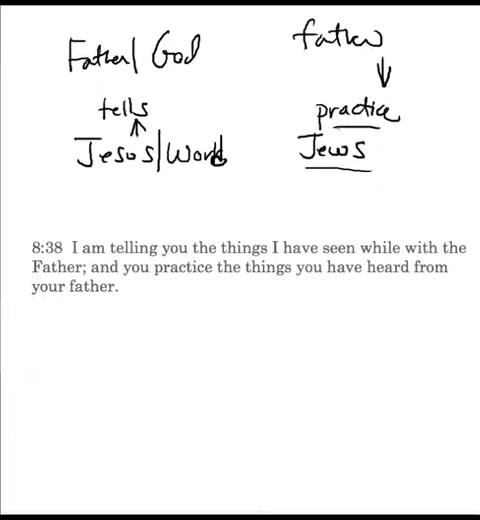 Father/God
father
tells
practice
Jesus/Word
Jews
8:38 I am telling you the things I have seen while with the
Father; and you practice the things you have heard from
your father.